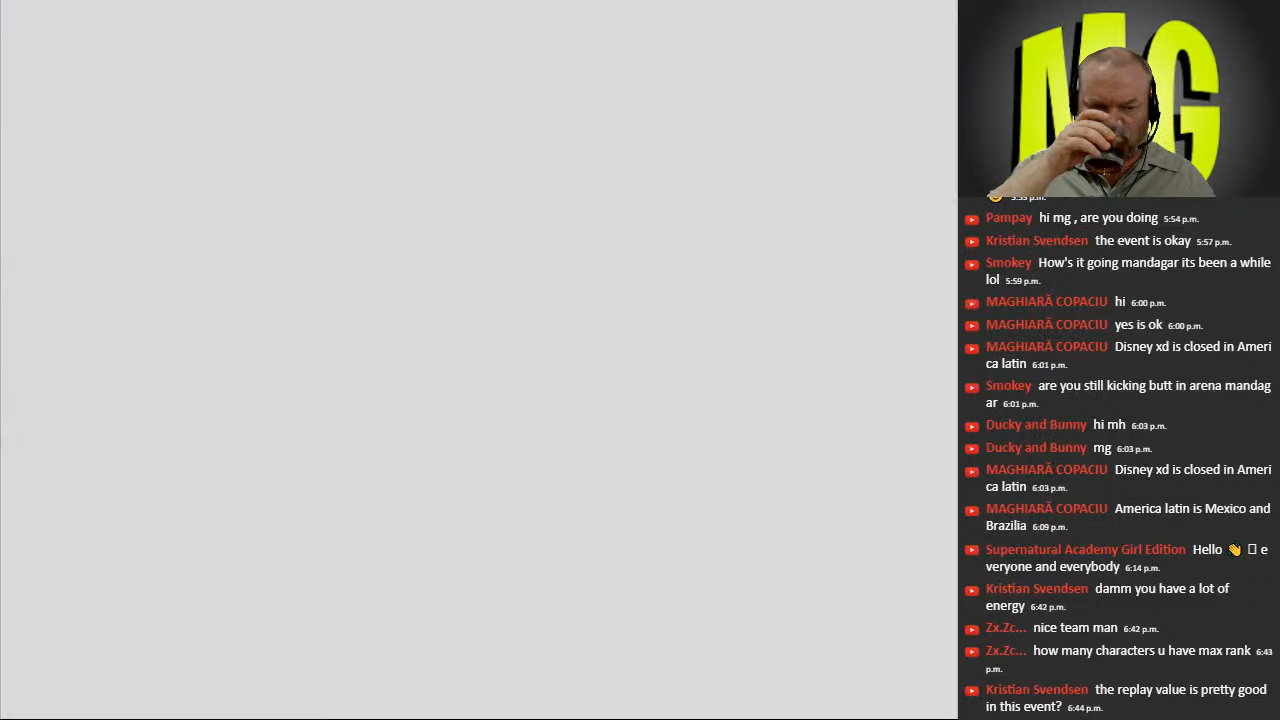 MG
5:53 p.m.
Pampay hi mg , are you doing 5:54 p.m.
Kristian Svendsen the event is okay 5:57 p.m.
Smokey How's it going mandagar its been a while
lol 5:59 p.m.
MAGHIARĂ COPACIU hi 6:00 p.m.
MAGHIARĂ COPACIU yes is ok 6:00 p.m.
MAGHIARĂ COPACIU Disney xd is closed in Ameri
ca latin 6:01 p.m.
Smokey are you still kicking butt in arena mandag
ar 6:01 p.m.
Ducky and Bunny hi mh 6:03 p.m.
Ducky and Bunny mg 6:03 p.m.
MAGHIARĂ COPACIU Disney xd is closed in Ameri
ca latin 6:03 p.m.
MAGHIARĂ COPACIU America latin is Mexico and
Brazilia 6:09 p.m.
Supernatural Academy Girl Edition Hello 👋 e
veryone and everybody 6:14 p.m.
Kristian Svendsen damm you have a lot of
energy 6:42 p.m.
Zx.Zc... nice team man 6:42 p.m.
Zx.Zc... how many characters u have max rank 6:43
p.m.
Kristian Svendsen the replay value is pretty good
in this event? 6:44 p.m.